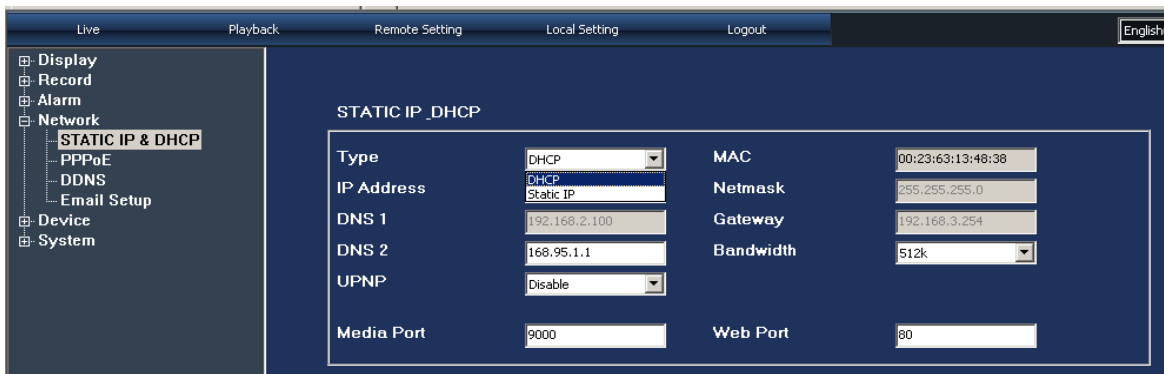 Live Playback Remote Setting Local Setting Logout English
Display
Record
Alarm
Network
STATIC IP & DHCP
PPPoE
DDNS
Email Setup
Device
System
STATIC IP _DHCP
Type DHCP MAC 00:23:63:13:48:38
DHCP
IP Address Static IP Netmask 255.255.255.0
DNS 1 192.168.2.100 Gateway 192.168.3.254
DNS 2 168.95.1.1 Bandwidth 512k
UPNP Disable
Media Port 9000 Web Port 80